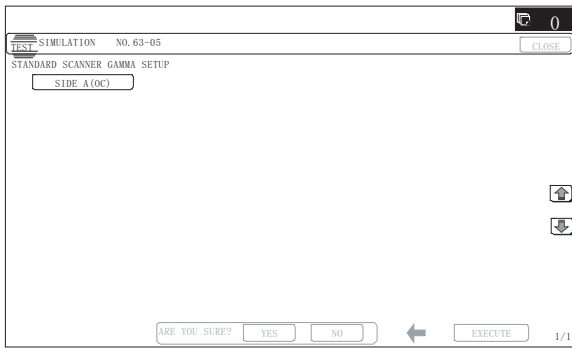 0
TEST SIMULATION NO.63-05
CLOSE
STANDARD SCANNER GAMMA SETUP
SIDE A(OC)
ARE YOU SURE? YES NO EXECUTE 1/1